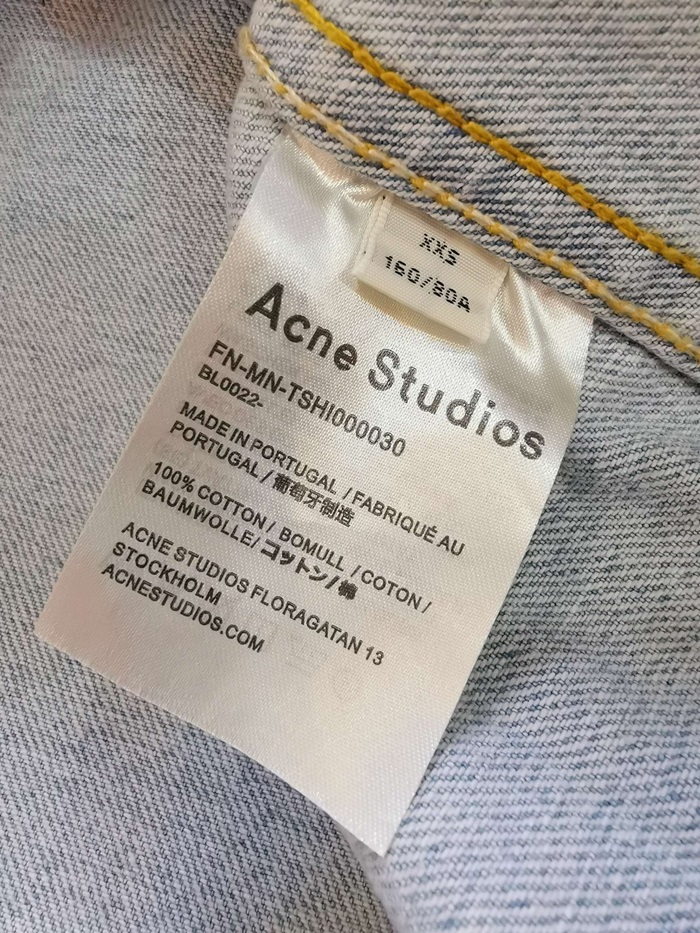 XXS
160/80A
Acne Studios
FN-MN-TSHI000030
BL0022-
MADE IN PORTUGAL / FABRIQUÉ AU
PORTUGAL / 葡萄牙制造
100% COTTON / BOMULL / COTON /
BAUMWOLLE/ コットン/ 棉
ACNE STUDIOS FLORAGATAN 13
STOCKHOLM
ACNESTUDIOS.COM